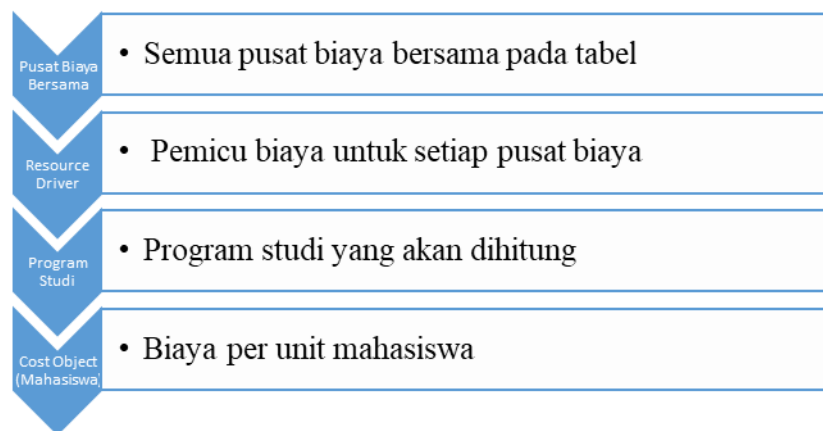 Pusat Biaya
Bersama
• Semua pusat biaya bersama pada tabel
Resource
Driver
• Pemicu biaya untuk setiap pusat biaya
Program
Studi
• Program studi yang akan dihitung
Cost Object
(Mahasiswa)
• Biaya per unit mahasiswa